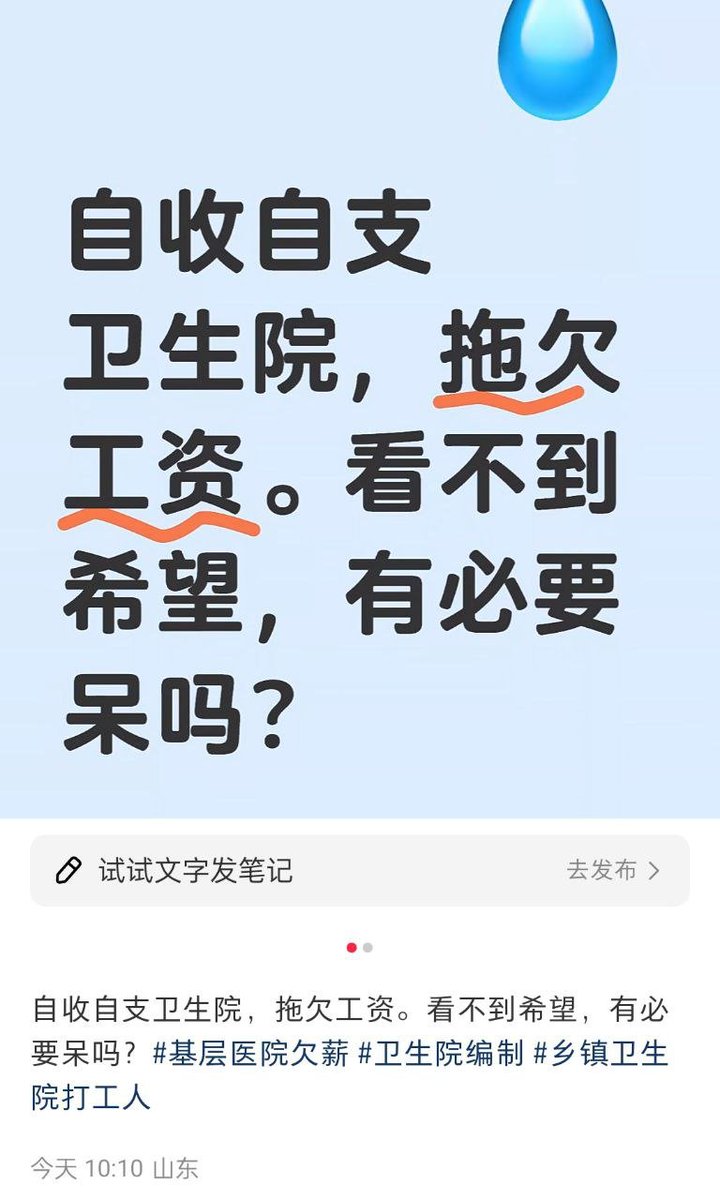 自收自支
卫生院，拖欠
工资。看不到
希望，有必要
呆吗？
试试文字发笔记
去发布
自收自支卫生院，拖欠工资。看不到希望，有必
要呆吗？#基层医院欠薪 #卫生院编制 #乡镇卫生
院打工人
今天 10:10 山东